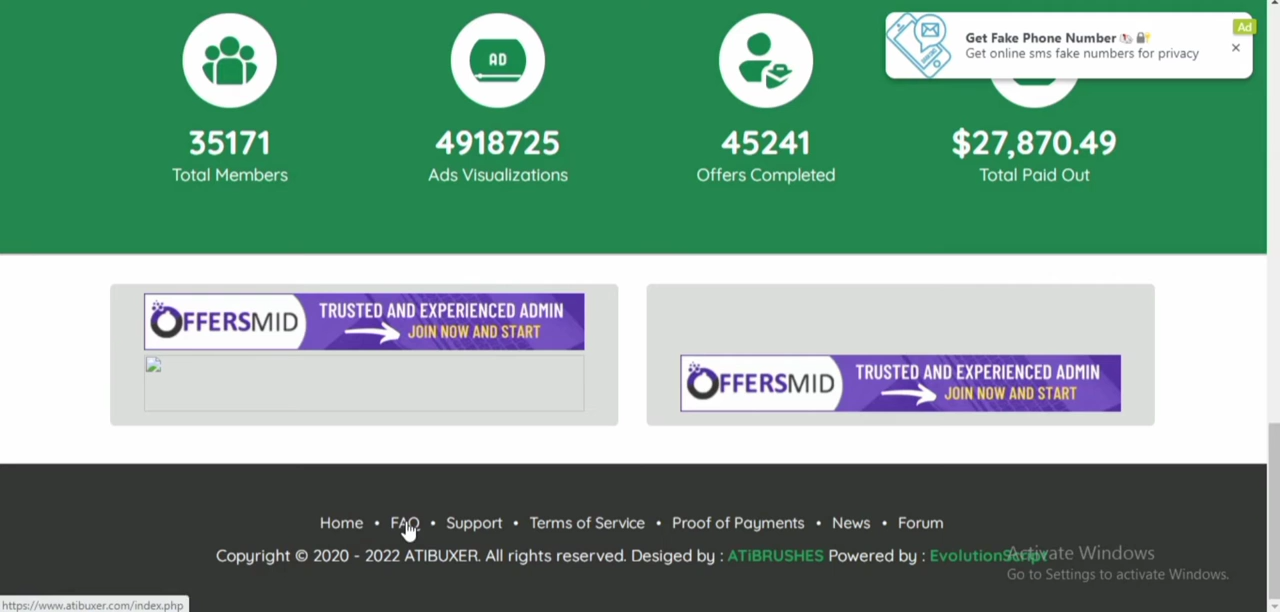 Ad
Get Fake Phone Number
Get online sms fake numbers for privacy
AD
35171
4918725
45241
$27,870.49
Total Members
Ads Visualizations
Offers Completed
Total Paid Out
OFFERSMID
TRUSTED AND EXPERIENCED ADMIN
JOIN NOW AND START
OFFERSMID
TRUSTED AND EXPERIENCED ADMIN
JOIN NOW AND START
Home • FAQ • Support • Terms of Service • Proof of Payments • News • Forum
Copyright © 2020 - 2022 ATIBUXER. All rights reserved. Desiged by : ATiBRUSHES Powered by : EvolutionScript
Activate Windows
Go to Settings to activate Windows.
https://www.atibuxer.com/index.php